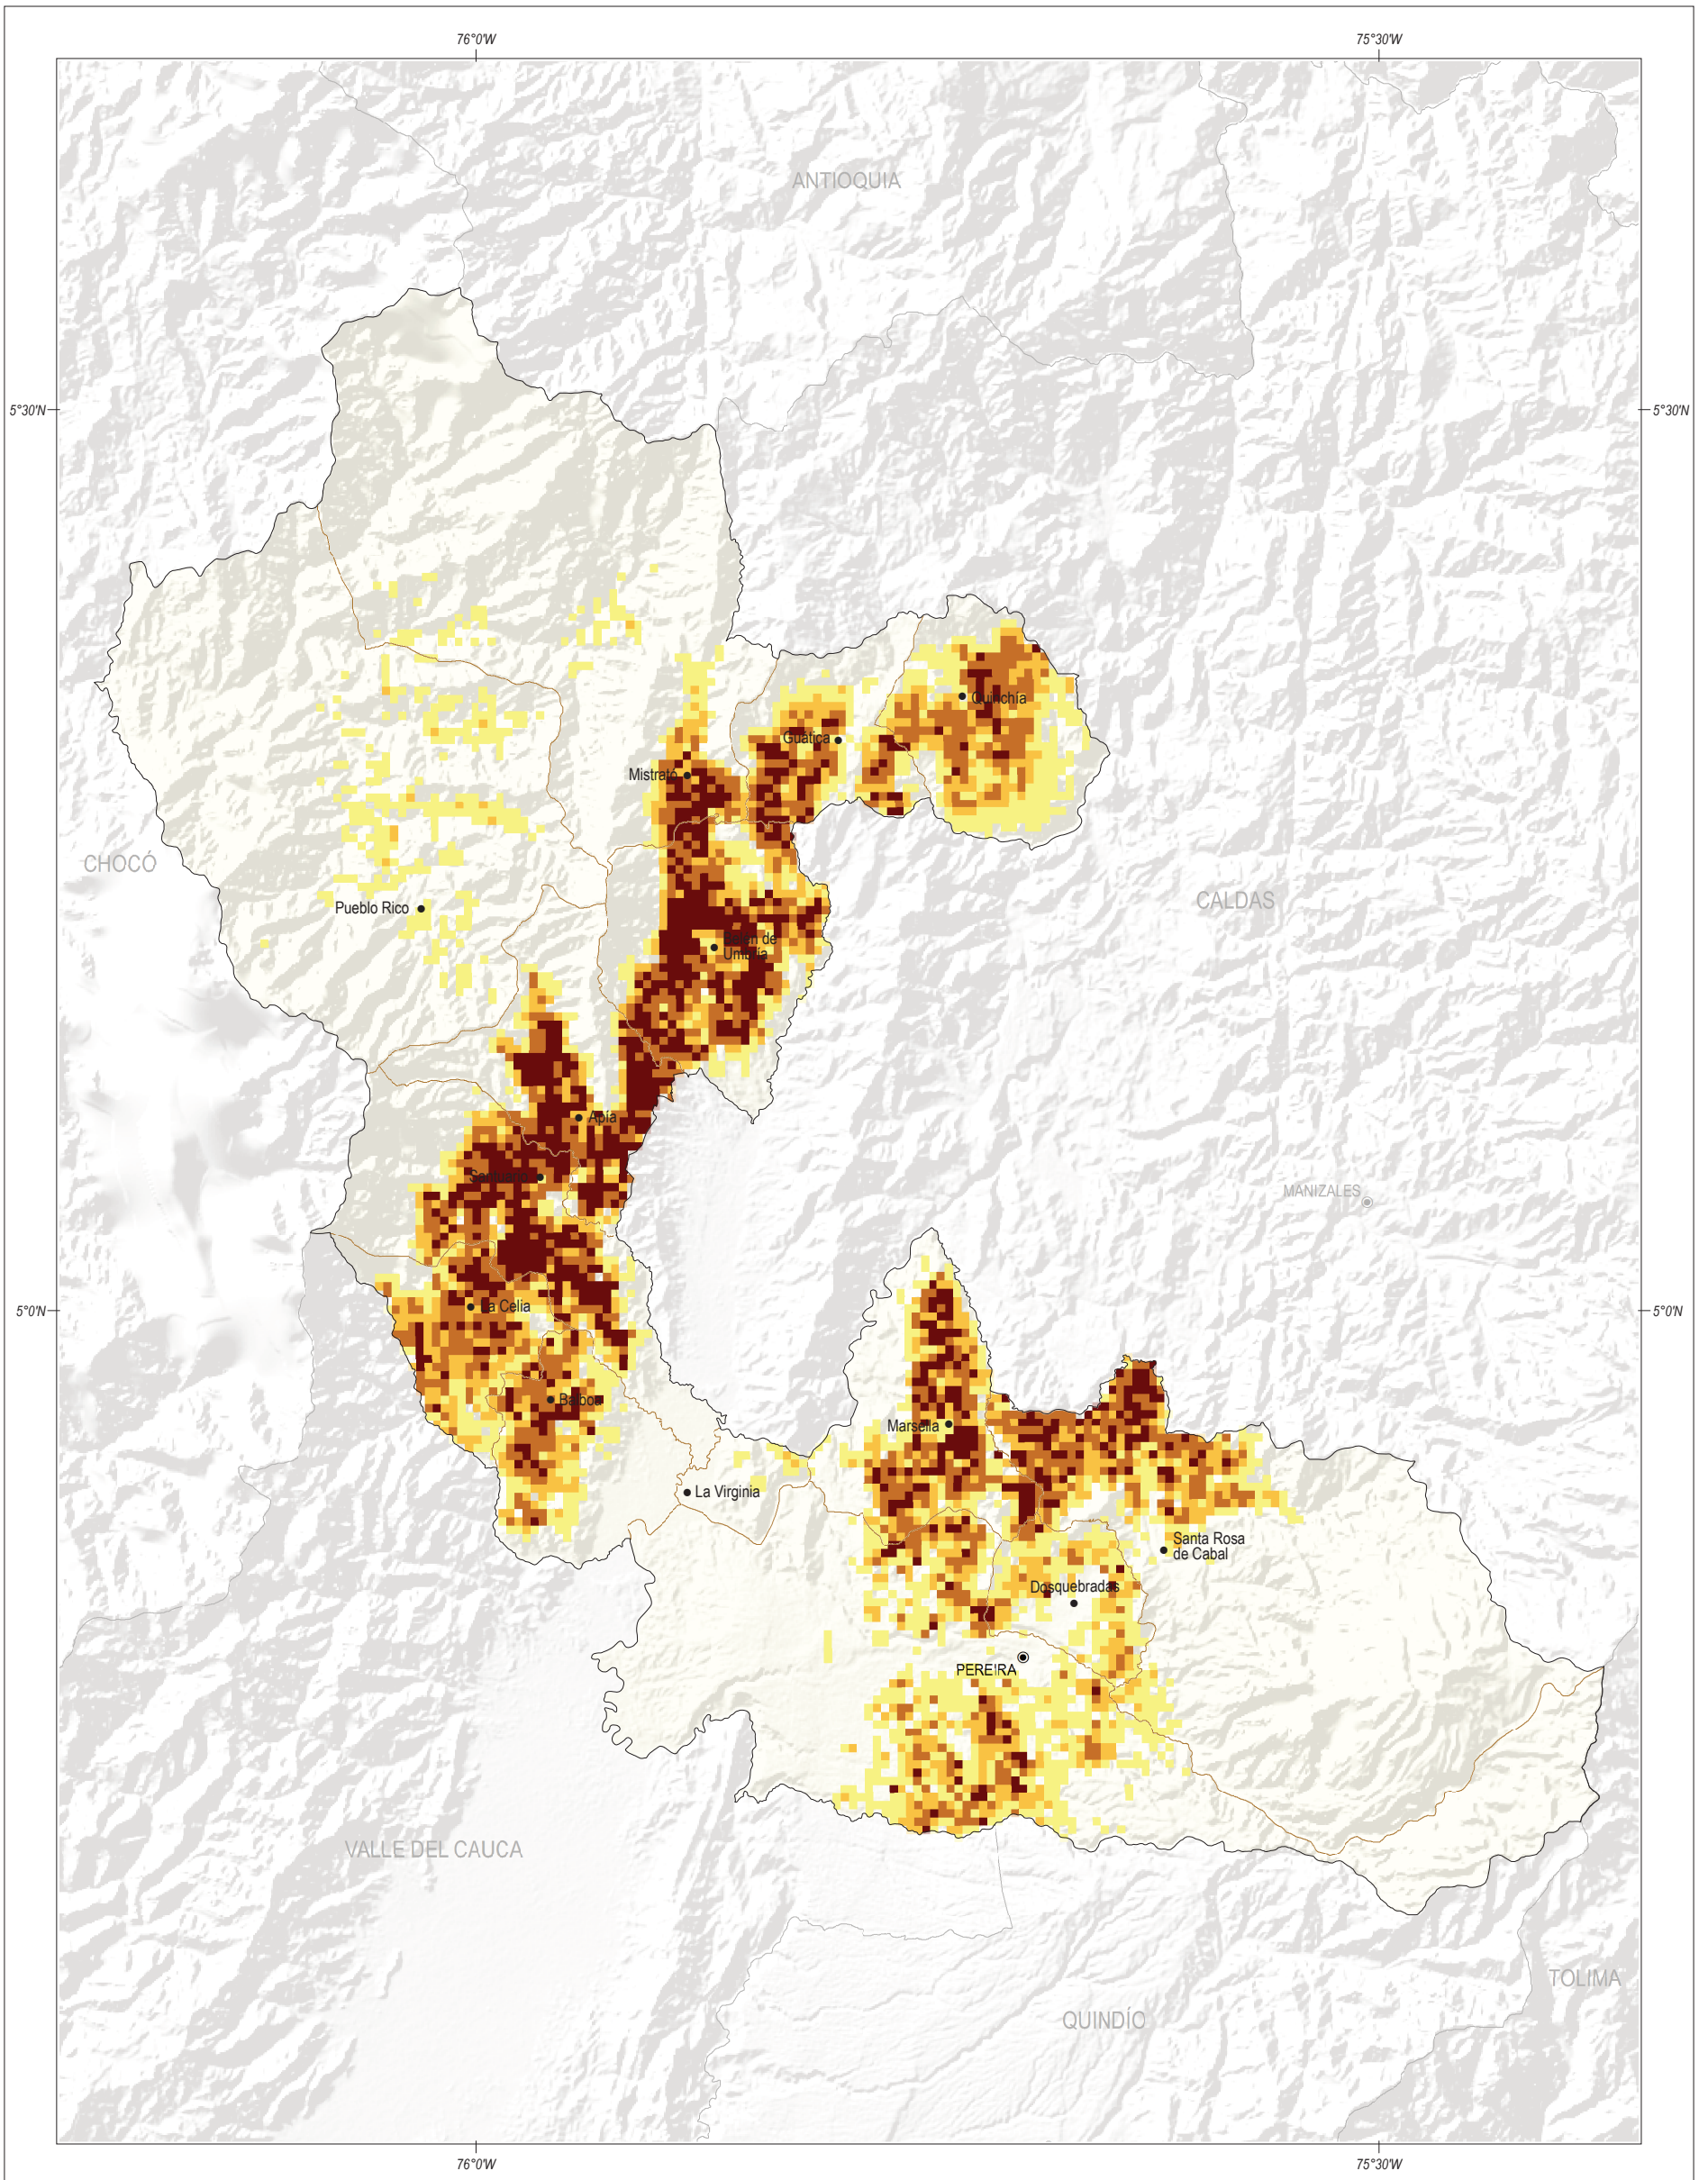 76°0'W
75°30'W
ANTIOQUIA
5°30'N
5°30'N
Quinchía
Guática
Mistrató
CHOCÓ
CALDAS
Pueblo Rico
Belén de
Umbría
Apía
Santuario
MANIZALES
5°0'N
La Celia
5°0'N
Balboa
Marsella
La Virginia
Santa Rosa
de Cabal
Dosquebradas
PEREIRA
VALLE DEL CAUCA
TOLIMA
QUINDÍO
76°0'W
75°30'W